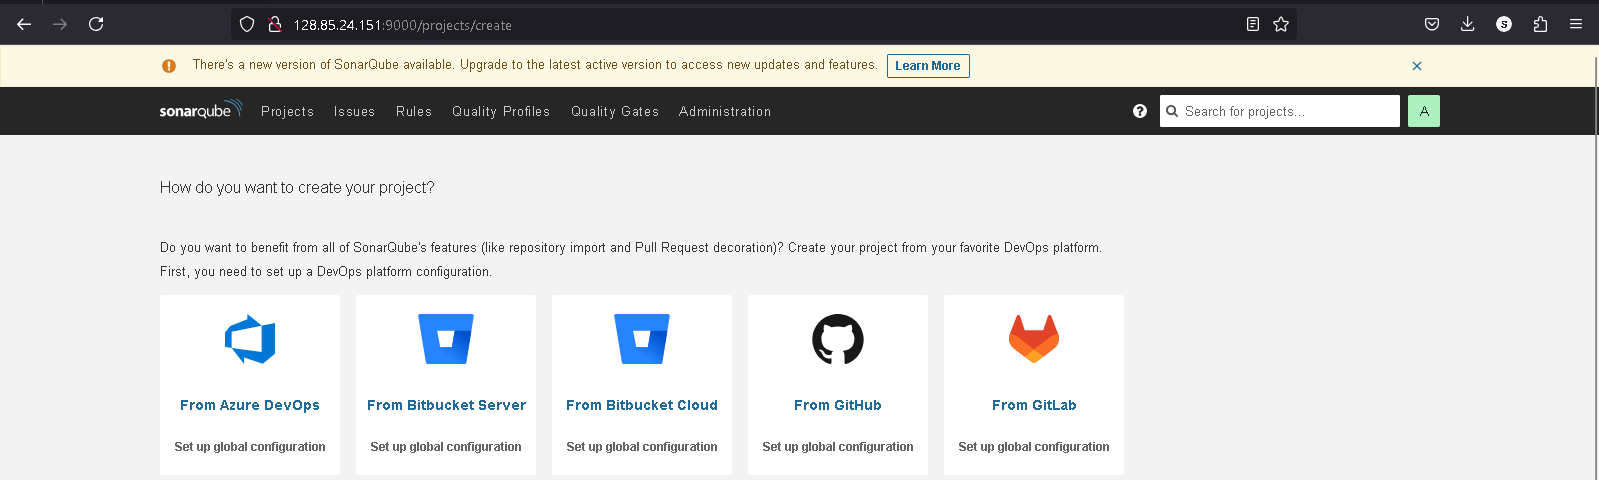 128.85.24.151:9000/projects/create
S
There's a new version of SonarQube available. Upgrade to the latest active version to access new updates and features. Learn More
sonarqube Projects Issues Rules Quality Profiles Quality Gates Administration ? Search for projects... A
How do you want to create your project?
Do you want to benefit from all of SonarQube's features (like repository import and Pull Request decoration)? Create your project from your favorite DevOps platform.
First, you need to set up a DevOps platform configuration.
From Azure DevOps From Bitbucket Server From Bitbucket Cloud From GitHub From GitLab
Set up global configuration Set up global configuration Set up global configuration Set up global configuration Set up global configuration